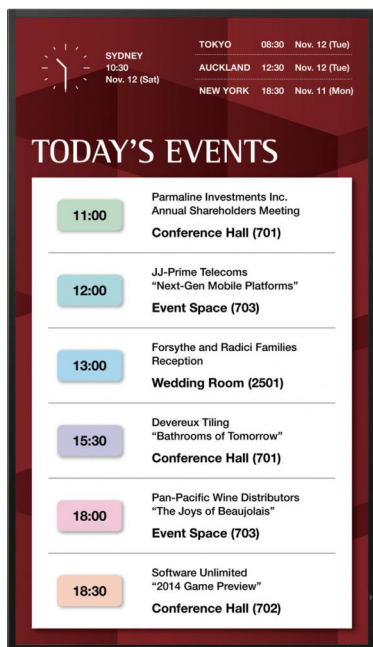 SYDNEY
10:30
Nov. 12 (Sat)
TOKYO 08:30 Nov. 12 (Tue)
AUCKLAND 12:30 Nov. 12 (Tue)
NEW YORK 18:30 Nov. 11 (Mon)
TODAY'S EVENTS
11:00
Parmaline Investments Inc.
Annual Shareholders Meeting
Conference Hall (701)
12:00
JJ-Prime Telecoms
“Next-Gen Mobile Platforms”
Event Space (703)
13:00
Forsythe and Radici Families
Reception
Wedding Room (2501)
15:30
Devereux Tiling
“Bathrooms of Tomorrow”
Conference Hall (701)
18:00
Pan-Pacific Wine Distributors
“The Joys of Beaujolais”
Event Space (703)
18:30
Software Unlimited
“2014 Game Preview”
Conference Hall (702)